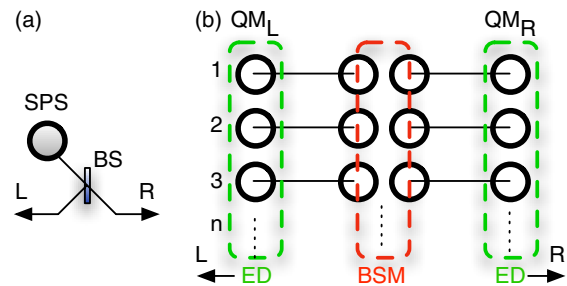 (a)
SPS
BS
L R
(b)
QM_L QM_R
1
2
3
n
L R
ED BSM ED